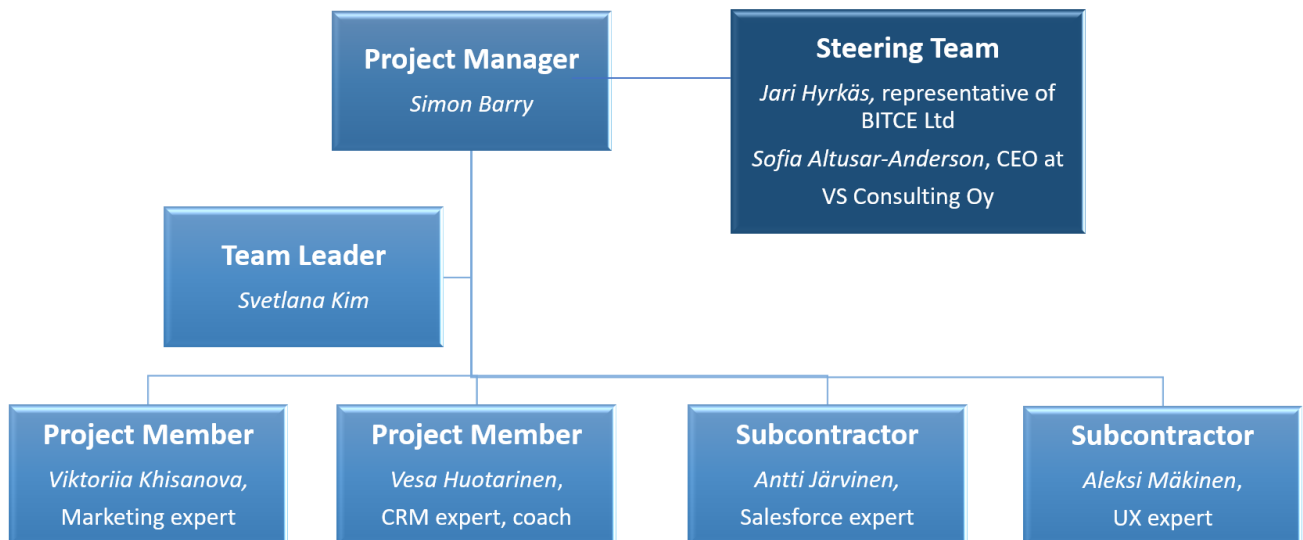 Project Manager
Simon Barry
Steering Team
Jari Hyrkäs, representative of
BITCE Ltd
Sofia Altusar-Anderson, CEO at
VS Consulting Oy
Team Leader
Svetlana Kim
Project Member
Viktoriia Khisanova,
Marketing expert
Project Member
Vesa Huotarinen,
CRM expert, coach
Subcontractor
Antti Järvinen,
Salesforce expert
Subcontractor
Aleksi Mäkinen,
UX expert